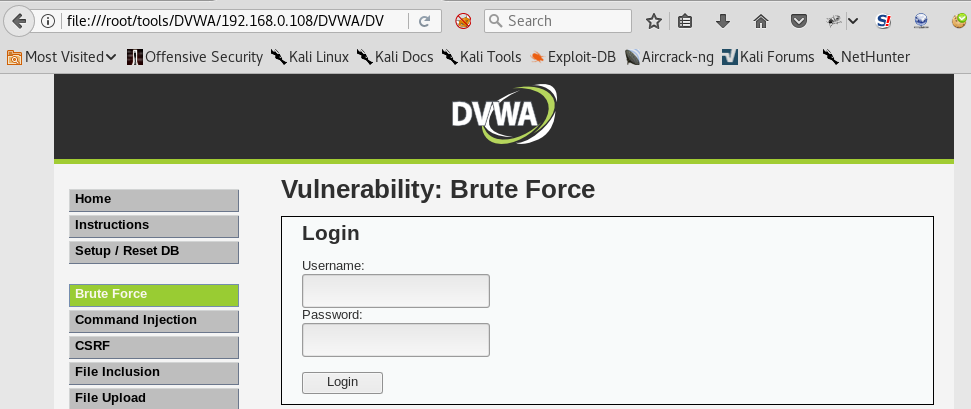 file:///root/tools/DVWA/192.168.0.108/DVWA/DV Search
Most Visited Offensive Security Kali Linux Kali Docs Kali Tools Exploit-DB Aircrack-ng Kali Forums NetHunter
DVWA
Home
Instructions
Setup / Reset DB
Brute Force
Command Injection
CSRF
File Inclusion
File Upload
Vulnerability: Brute Force
Login
Username:
Password:
Login